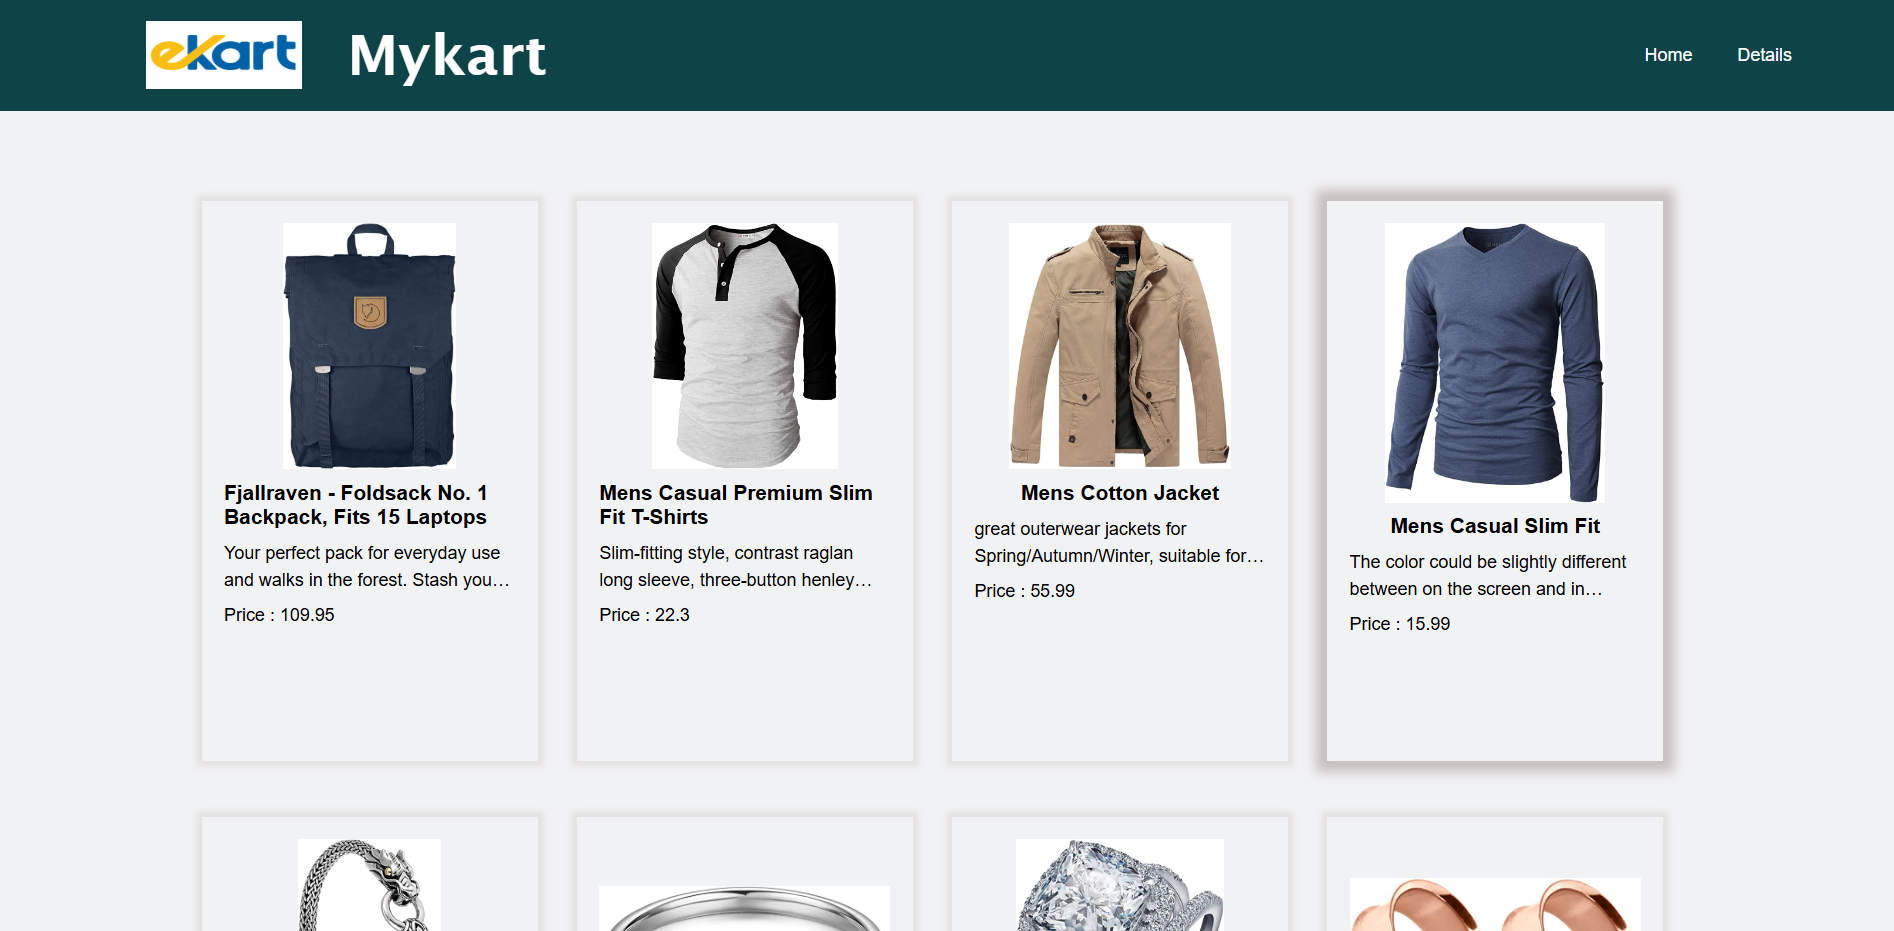 ekart
Mykart
Home
Details
Fjallraven - Foldsack No. 1
Backpack, Fits 15 Laptops
Your perfect pack for everyday use
and walks in the forest. Stash you…
Price : 109.95
Mens Casual Premium Slim
Fit T-Shirts
Slim-fitting style, contrast raglan
long sleeve, three-button henley…
Price : 22.3
Mens Cotton Jacket
great outerwear jackets for
Spring/Autumn/Winter, suitable for…
Price : 55.99
Mens Casual Slim Fit
The color could be slightly different
between on the screen and in…
Price : 15.99